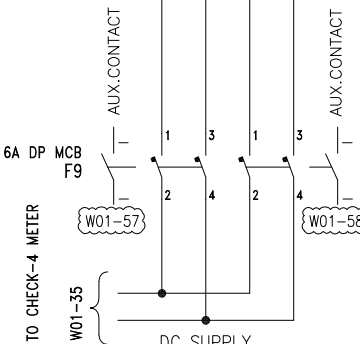 AUX.CONTACT
AUX.CONTACT
1
3
1
3
6A DP MCB
F9
2
4
2
4
W01-57
W01-58
TO CHECK-4 METER
W01-35
DC SUPPLY